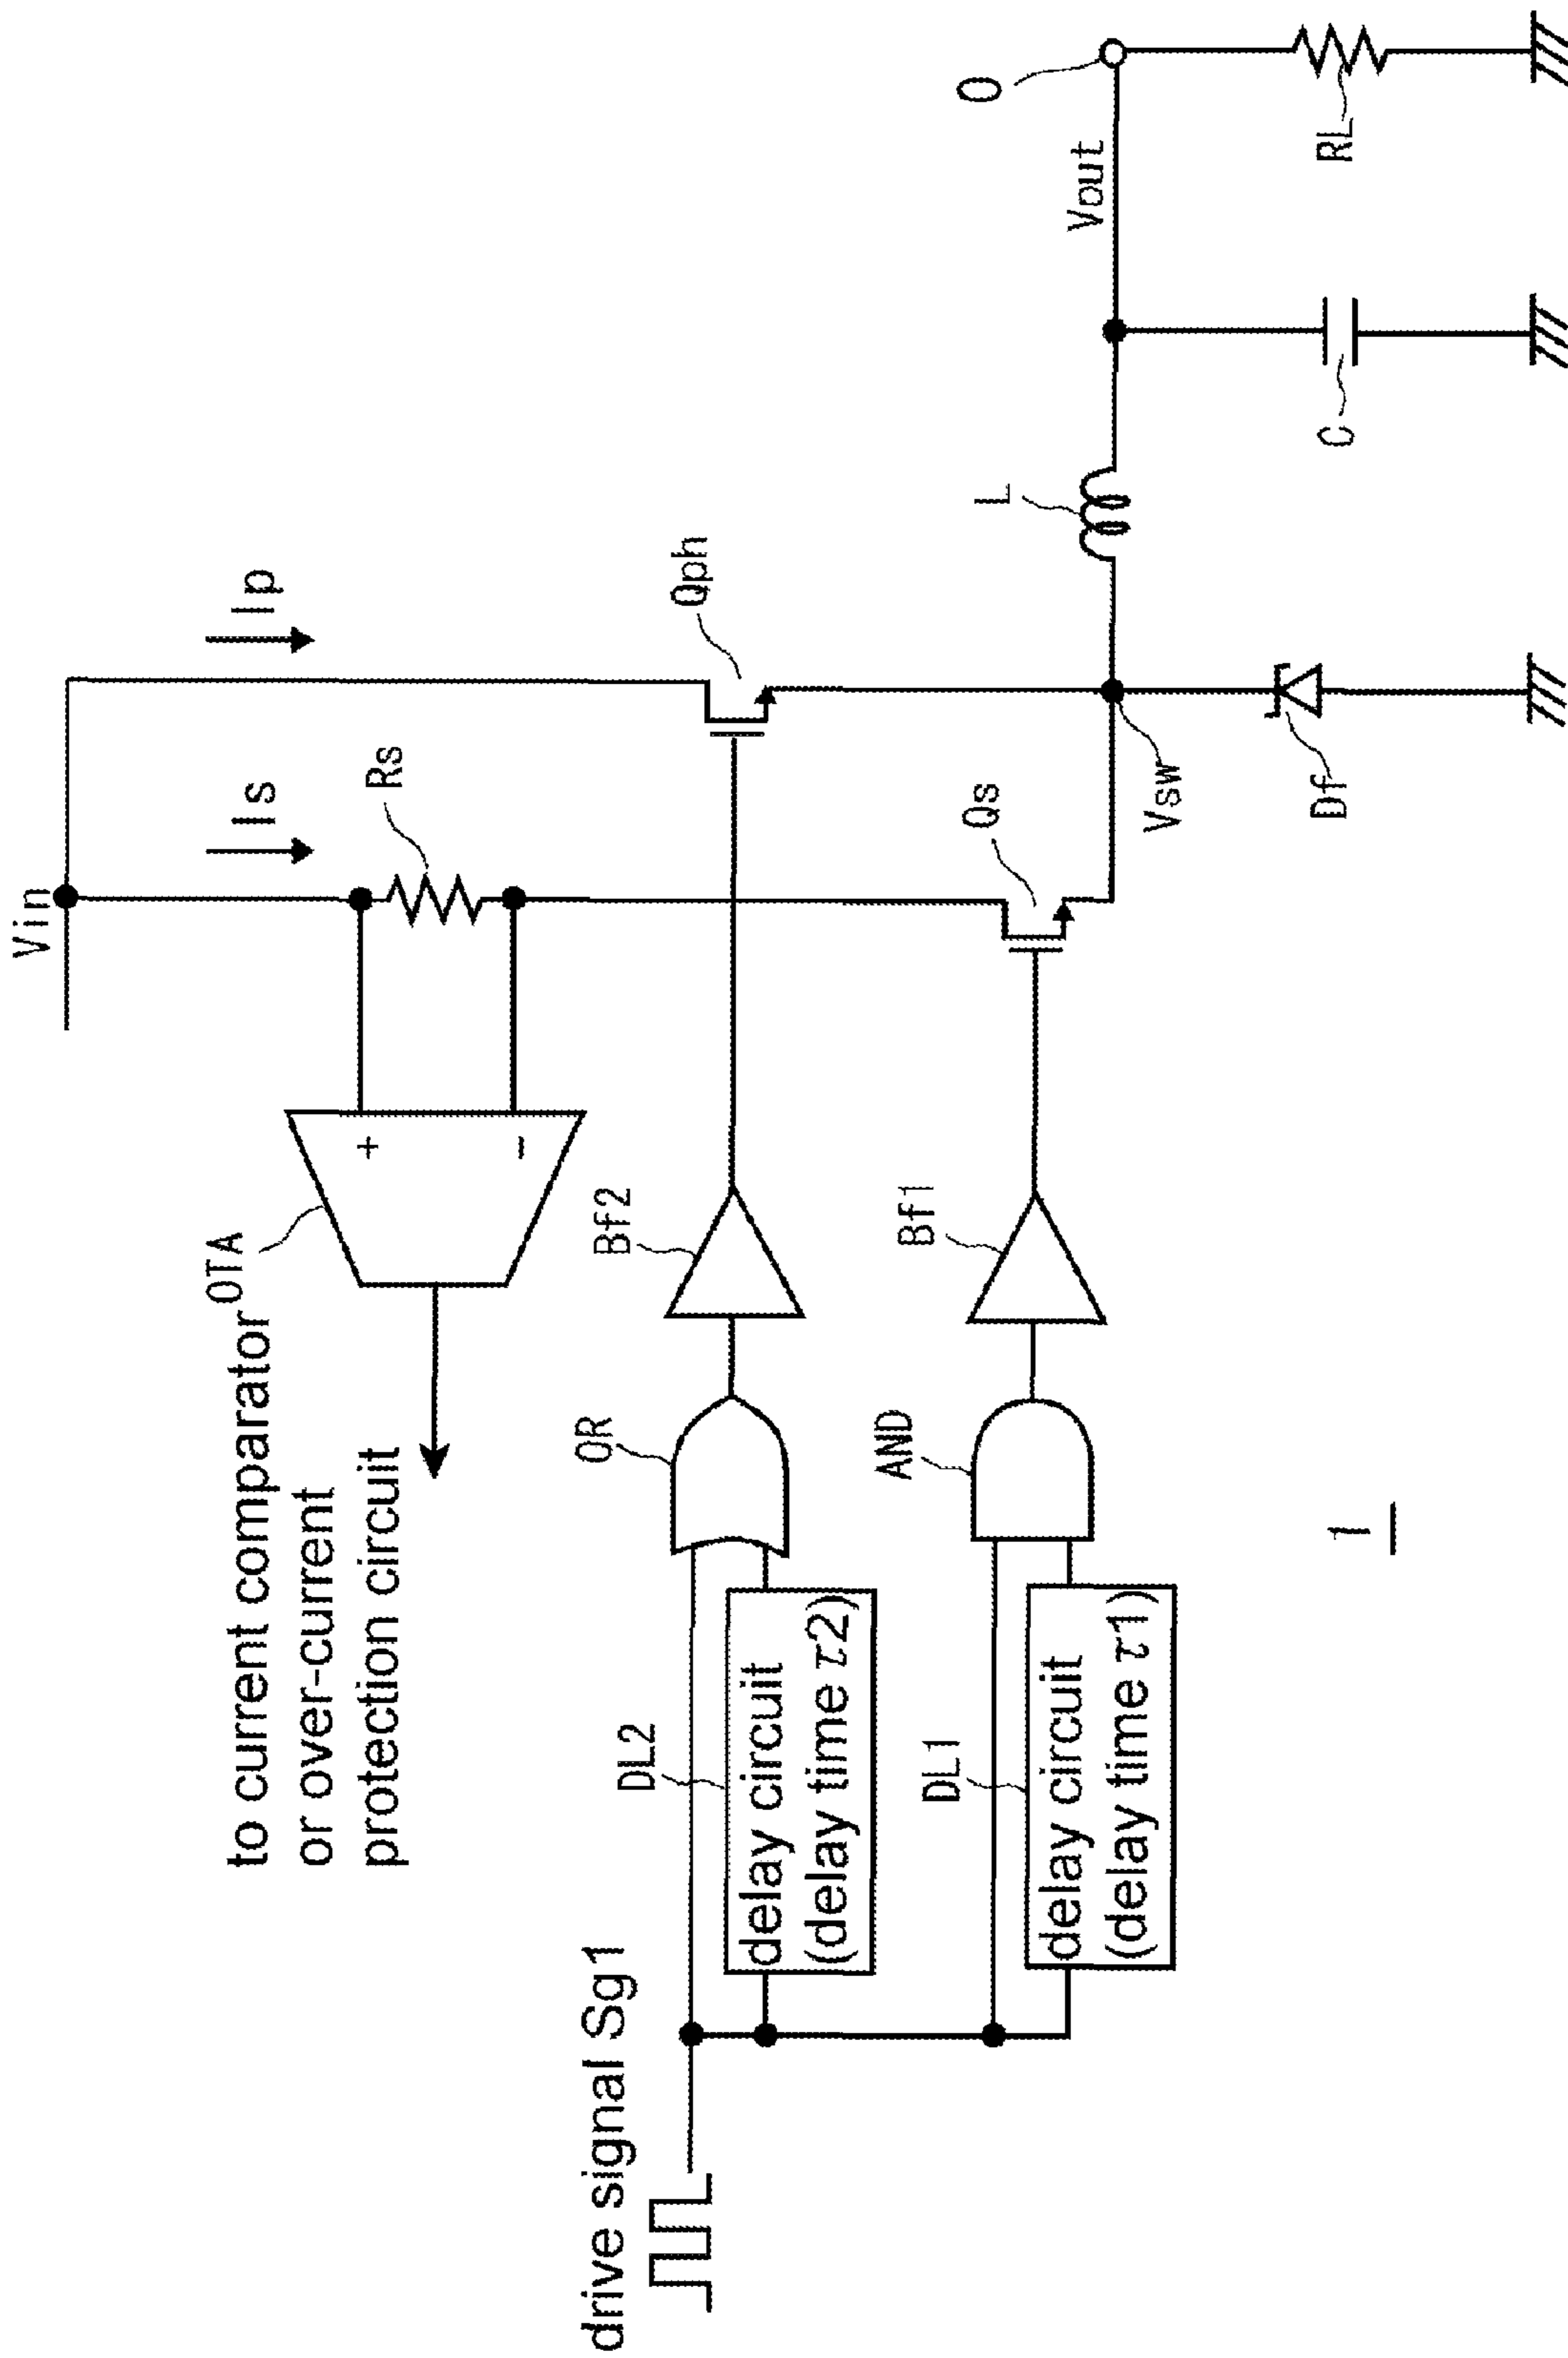 Vin
Is
Ip
Rs
OTA
to current comparator
or over-current
protection circuit
+
-
Qph
Bf2
OR
DL2
drive signal Sg1
delay circuit
(delay time τ2)
Bf1
AND
DL1
delay circuit
(delay time τ1)
Qs
L
Vout
O
Vsw
Df
C
RL
1